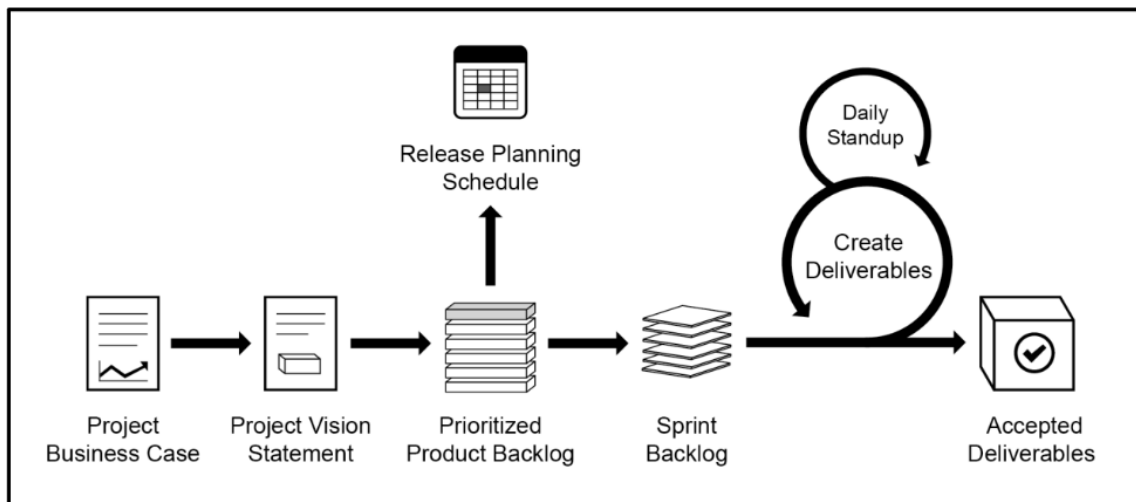 Daily
Standup
Release Planning
Schedule
Create
Deliverables
Project
Business Case
Project Vision
Statement
Prioritized
Product Backlog
Sprint
Backlog
Accepted
Deliverables